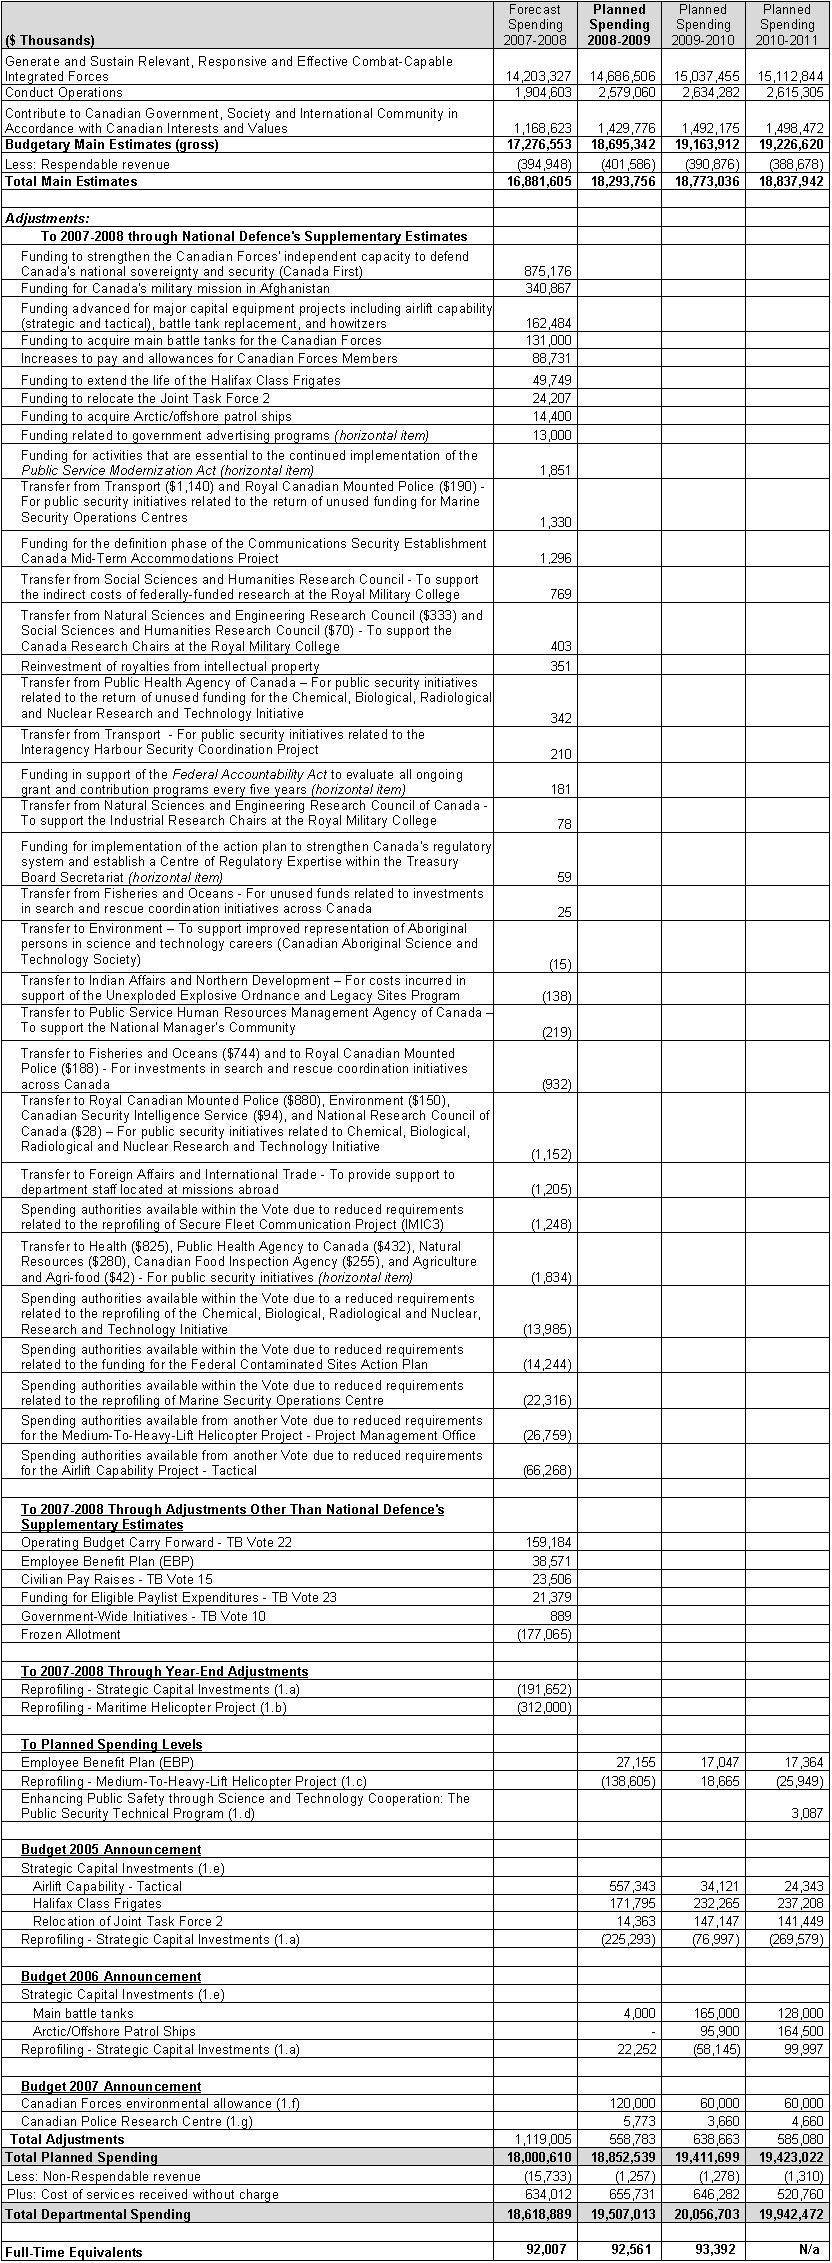 ($ Thousands) Forecast Spending 2007-2008 Planned Spending 2008-2009 Planned Spending 2009-2010 Planned Spending 2010-2011
Generate and Sustain Relevant, Responsive and Effective Combat-Capable
Integrated Forces 14,203,327 14,686,506 15,037,455 15,112,844
Conduct Operations 1,904,603 2,579,060 2,634,282 2,615,305
Contribute to Canadian Government, Society and International Community in
Accordance with Canadian Interests and Values 1,168,623 1,429,776 1,492,175 1,498,472
Budgetary Main Estimates (gross) 17,276,553 18,695,342 19,163,912 19,226,620
Less: Respendable revenue (394,948) (401,586) (390,876) (388,678)
Total Main Estimates 16,881,605 18,293,756 18,773,036 18,837,942
Adjustments:
To 2007-2008 through National Defence's Supplementary Estimates
Funding to strengthen the Canadian Forces' independent capacity to defend
Canada's national sovereignty and security (Canada First) 875,176
Funding for Canada's military mission in Afghanistan 340,867
Funding advanced for major capital equipment projects including airlift capability
(strategic and tactical), battle tank replacement, and howitzers 162,484
Funding to acquire main battle tanks for the Canadian Forces 131,000
Increases to pay and allowances for Canadian Forces Members 88,731
Funding to extend the life of the Halifax Class Frigates 49,749
Funding to relocate the Joint Task Force 2 24,207
Funding to acquire Arctic/offshore patrol ships 14,400
Funding related to government advertising programs (horizontal item) 13,000
Funding for activities that are essential to the continued implementation of the
Public Service Modernization Act (horizontal item) 1,851
Transfer from Transport ($1,140) and Royal Canadian Mounted Police ($190) -
For public security initiatives related to the return of unused funding for Marine
Security Operations Centres 1,330
Funding for the definition phase of the Communications Security Establishment
Canada Mid-Term Accommodations Project 1,296
Transfer from Social Sciences and Humanities Research Council - To support
the indirect costs of federally-funded research at the Royal Military College 769
Transfer from Natural Sciences and Engineering Research Council ($333) and
Social Sciences and Humanities Research Council ($70) - To support the
Canada Research Chairs at the Royal Military College 403
Reinvestment of royalties from intellectual property 351
Transfer from Public Health Agency of Canada – For public security initiatives
related to the return of unused funding for the Chemical, Biological, Radiological
and Nuclear Research and Technology Initiative 342
Transfer from Transport - For public security initiatives related to the
Interagency Harbour Security Coordination Project 210
Funding in support of the Federal Accountability Act to evaluate all ongoing
grant and contribution programs every five years (horizontal item) 181
Transfer from Natural Sciences and Engineering Research Council of Canada -
To support the Industrial Research Chairs at the Royal Military College 78
Funding for implementation of the action plan to strengthen Canada's regulatory
system and establish a Centre of Regulatory Expertise within the Treasury
Board Secretariat (horizontal item) 59
Transfer from Fisheries and Oceans - For unused funds related to investments
in search and rescue coordination initiatives across Canada 25
Transfer to Environment – To support improved representation of Aboriginal
persons in science and technology careers (Canadian Aboriginal Science and
Technology Society) (15)
Transfer to Indian Affairs and Northern Development – For costs incurred in
support of the Unexploded Explosive Ordnance and Legacy Sites Program (138)
Transfer to Public Service Human Resources Management Agency of Canada –
To support the National Manager's Community (219)
Transfer to Fisheries and Oceans ($744) and to Royal Canadian Mounted
Police ($188) - For investments in search and rescue coordination initiatives
across Canada (932)
Transfer to Royal Canadian Mounted Police ($880), Environment ($150),
Canadian Security Intelligence Service ($94), and National Research Council of
Canada ($28) – For public security initiatives related to Chemical, Biological,
Radiological and Nuclear Research and Technology Initiative (1,152)
Transfer to Foreign Affairs and International Trade - To provide support to
department staff located at missions abroad (1,205)
Spending authorities available within the Vote due to reduced requirements
related to the reprofiling of Secure Fleet Communication Project (IMIC3) (1,248)
Transfer to Health ($825), Public Health Agency to Canada ($432), Natural
Resources ($280), Canadian Food Inspection Agency ($255), and Agriculture
and Agri-food ($42) - For public security initiatives (horizontal item) (1,834)
Spending authorities available within the Vote due to a reduced requirements
related to the reprofiling of the Chemical, Biological, Radiological and Nuclear,
Research and Technology Initiative (13,985)
Spending authorities available within the Vote due to reduced requirements
related to the funding for the Federal Contaminated Sites Action Plan (14,244)
Spending authorities available within the Vote due to reduced requirements
related to the reprofiling of Marine Security Operations Centre (22,316)
Spending authorities available from another Vote due to reduced requirements
for the Medium-To-Heavy-Lift Helicopter Project - Project Management Office (26,759)
Spending authorities available from another Vote due to reduced requirements
for the Airlift Capability Project - Tactical (66,268)
To 2007-2008 Through Adjustments Other Than National Defence's
Supplementary Estimates
Operating Budget Carry Forward - TB Vote 22 159,184
Employee Benefit Plan (EBP) 38,571
Civilian Pay Raises - TB Vote 15 23,506
Funding for Eligible Paylist Expenditures - TB Vote 23 21,379
Government-Wide Initiatives - TB Vote 10 889
Frozen Allotment (177,065)
To 2007-2008 Through Year-End Adjustments
Reprofiling - Strategic Capital Investments (1.a) (191,652)
Reprofiling - Maritime Helicopter Project (1.b) (312,000)
To Planned Spending Levels
Employee Benefit Plan (EBP) 27,155 17,047 17,364
Reprofiling - Medium-To-Heavy-Lift Helicopter Project (1.c) (138,605) 18,665 (25,949)
Enhancing Public Safety through Science and Technology Cooperation: The
Public Security Technical Program (1.d) 3,087
Budget 2005 Announcement
Strategic Capital Investments (1.e)
Airlift Capability - Tactical 557,343 34,121 24,343
Halifax Class Frigates 171,795 232,265 237,208
Relocation of Joint Task Force 2 14,363 147,147 141,449
Reprofiling - Strategic Capital Investments (1.a) (225,293) (76,997) (269,579)
Budget 2006 Announcement
Strategic Capital Investments (1.e)
Main battle tanks 4,000 165,000 128,000
Arctic/Offshore Patrol Ships - 95,900 164,500
Reprofiling - Strategic Capital Investments (1.a) 22,252 (58,145) 99,997
Budget 2007 Announcement
Canadian Forces environmental allowance (1.f) 120,000 60,000 60,000
Canadian Police Research Centre (1.g) 5,773 3,660 4,660
Total Adjustments 1,119,005 558,783 638,663 585,080
Total Planned Spending 18,000,610 18,852,539 19,411,699 19,423,022
Less: Non-Respendable revenue (15,733) (1,257) (1,278) (1,310)
Plus: Cost of services received without charge 634,012 655,731 646,282 520,760
Total Departmental Spending 18,618,889 19,507,013 20,056,703 19,942,472
Full-Time Equivalents 92,007 92,561 93,392 N/a